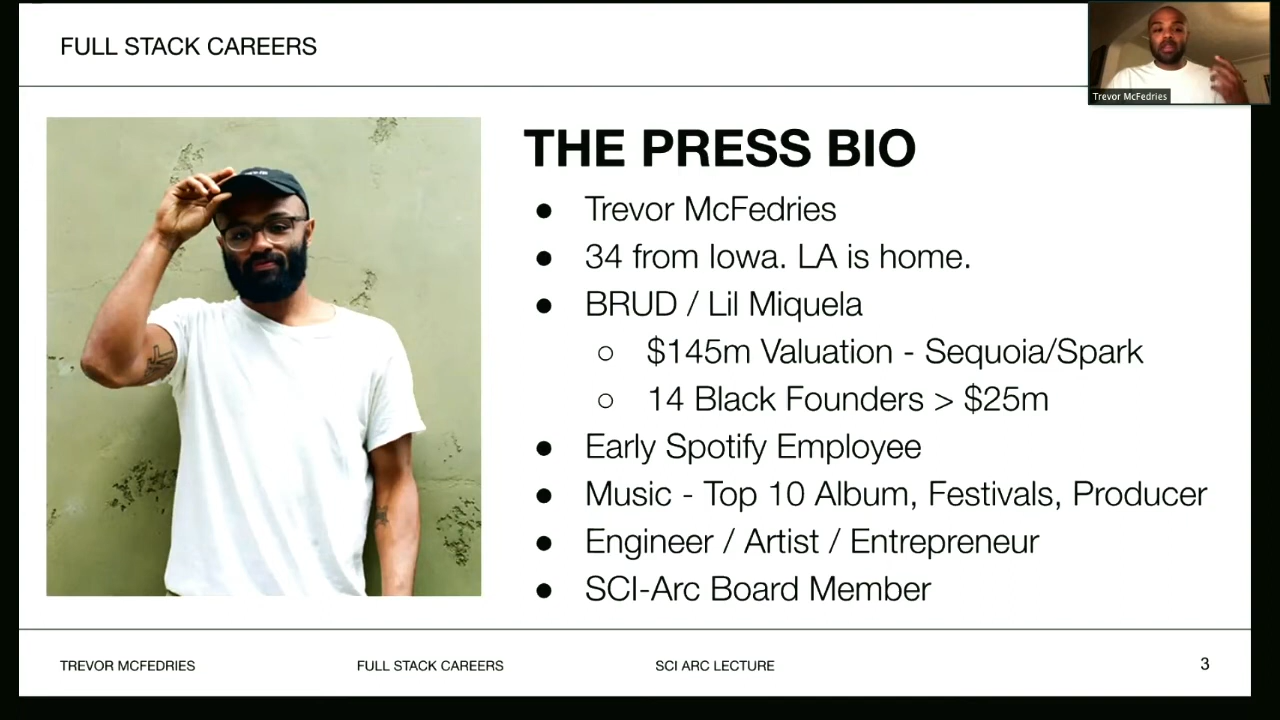 FULL STACK CAREERS
Trevor McFedries
THE PRESS BIO
● Trevor McFedries
● 34 from Iowa. LA is home.
● BRUD / Lil Miquela
○ $145m Valuation - Sequoia/Spark
○ 14 Black Founders > $25m
● Early Spotify Employee
● Music - Top 10 Album, Festivals, Producer
● Engineer / Artist / Entrepreneur
● SCI-Arc Board Member
TREVOR MCFEDRIES FULL STACK CAREERS SCI ARC LECTURE 3